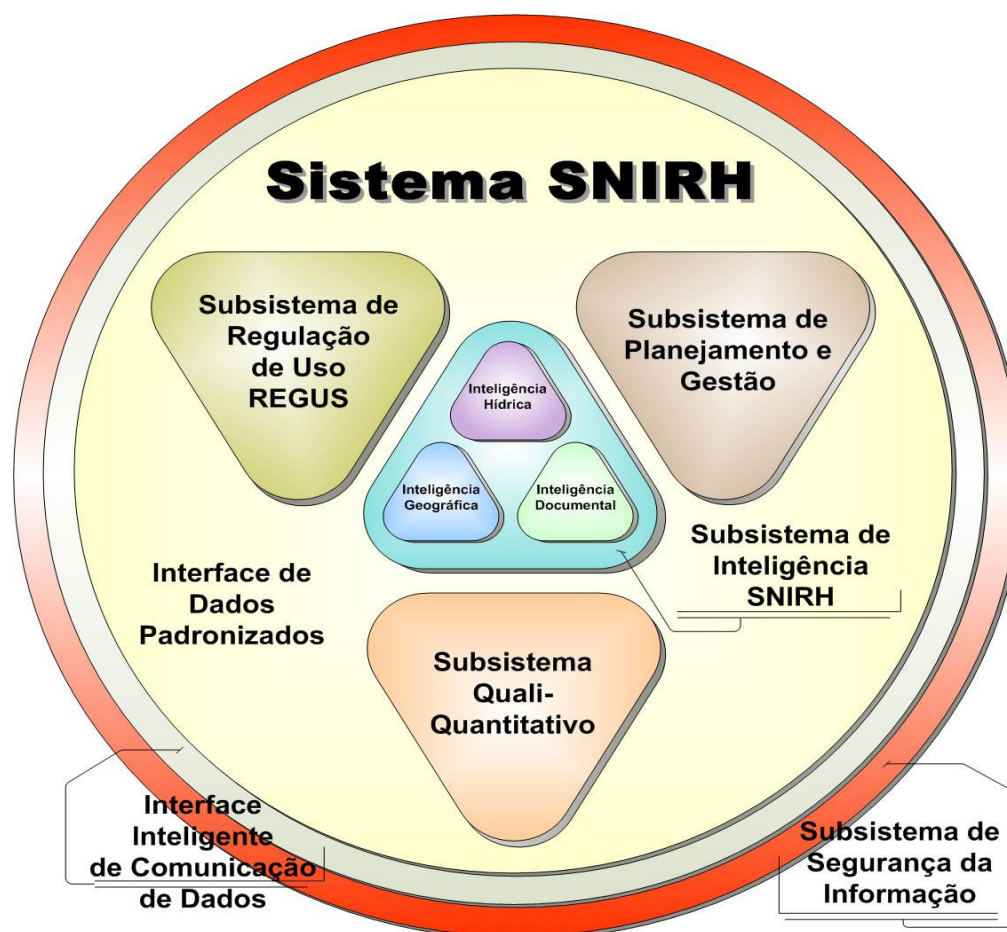 Sistema SNIRH
Subsistema de
Regulação
de Uso
REGUS
Subsistema de
Planejamento e
Gestão
Inteligência
Hídrica
Inteligência
Geográfica
Inteligência
Documental
Subsistema de
Inteligência
SNIRH
Interface de
Dados
Padronizados
Subsistema
Quali-
Quantitativo
Interface
Inteligente
de Comunicação
de Dados
Subsistema de
Segurança da
Informação